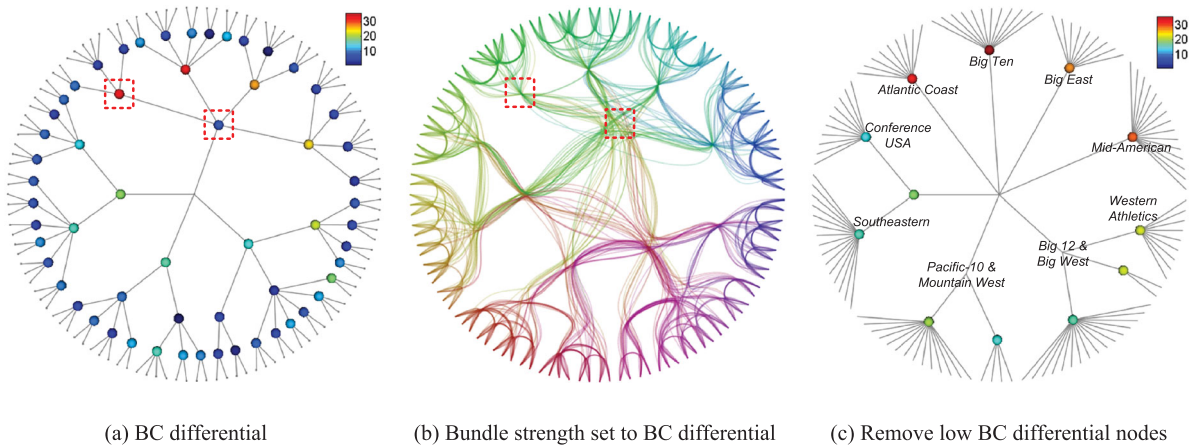 30
20
10
30
20
10
Big Ten
Big East
Atlantic Coast
Conference
USA
Mid-American
Western
Athletics
Southeastern
Big 12 &
Big West
Pacific-10 &
Mountain West
(a) BC differential
(b) Bundle strength set to BC differential
(c) Remove low BC differential nodes